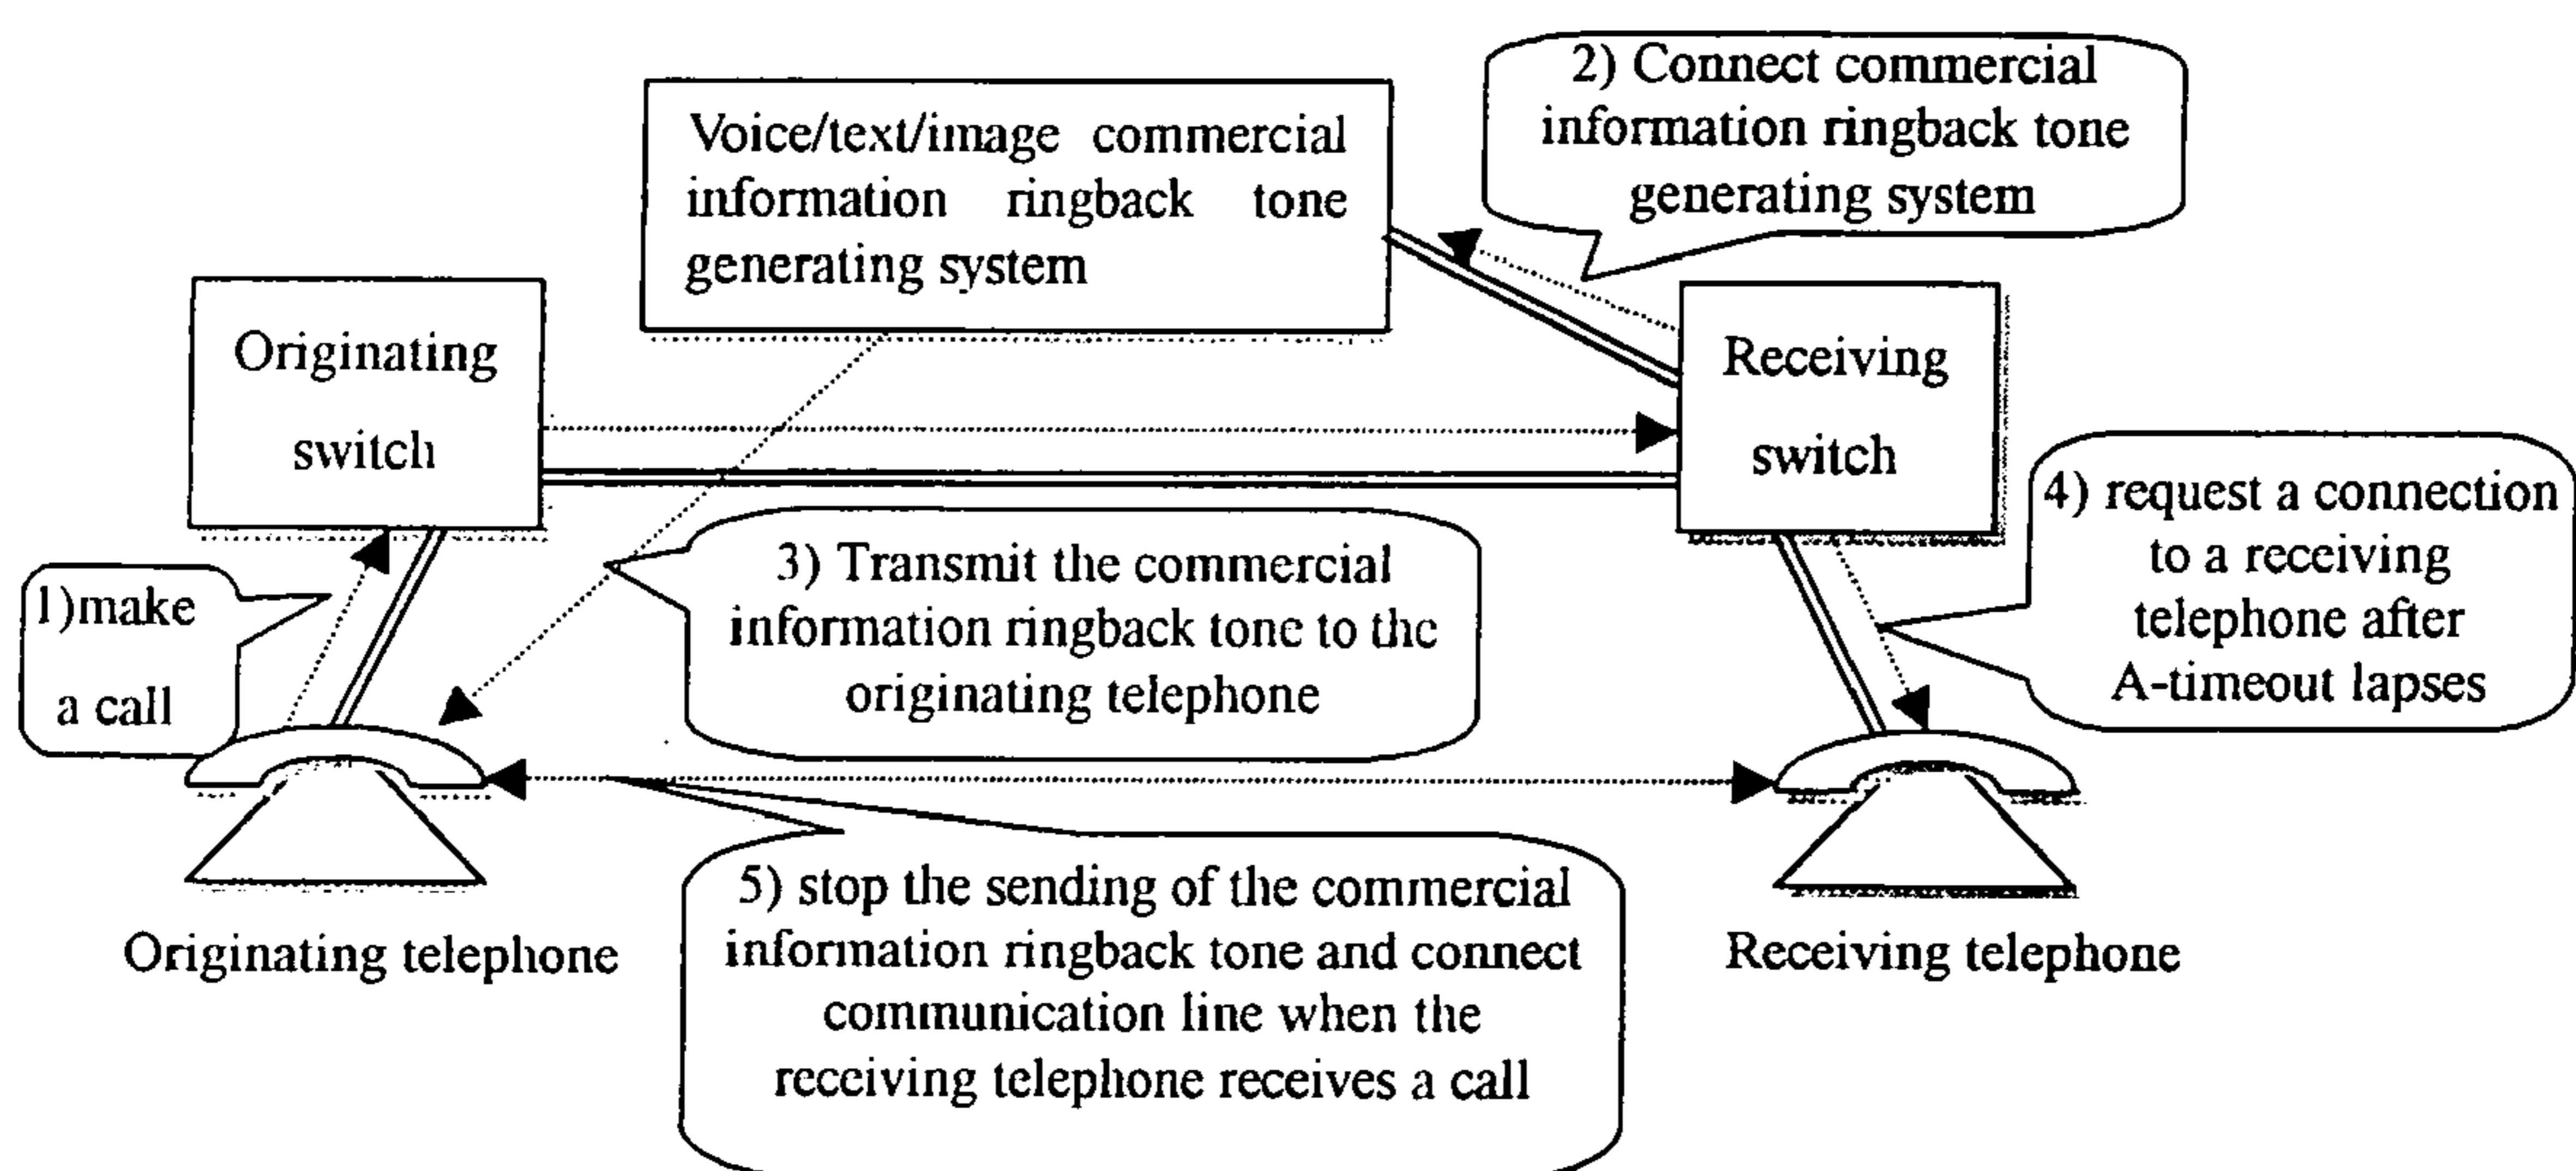 2) Connect commercial
information ringback tone
generating system
Voice/text/image commercial
information ringback tone
generating system
Originating
switch
Receiving
switch
4) request a connection
to a receiving
telephone after
A-timeout lapses
3) Transmit the commercial
information ringback tone to the
originating telephone
1)make
a call
5) stop the sending of the commercial
information ringback tone and connect
communication line when the
receiving telephone receives a call
Originating telephone
Receiving telephone